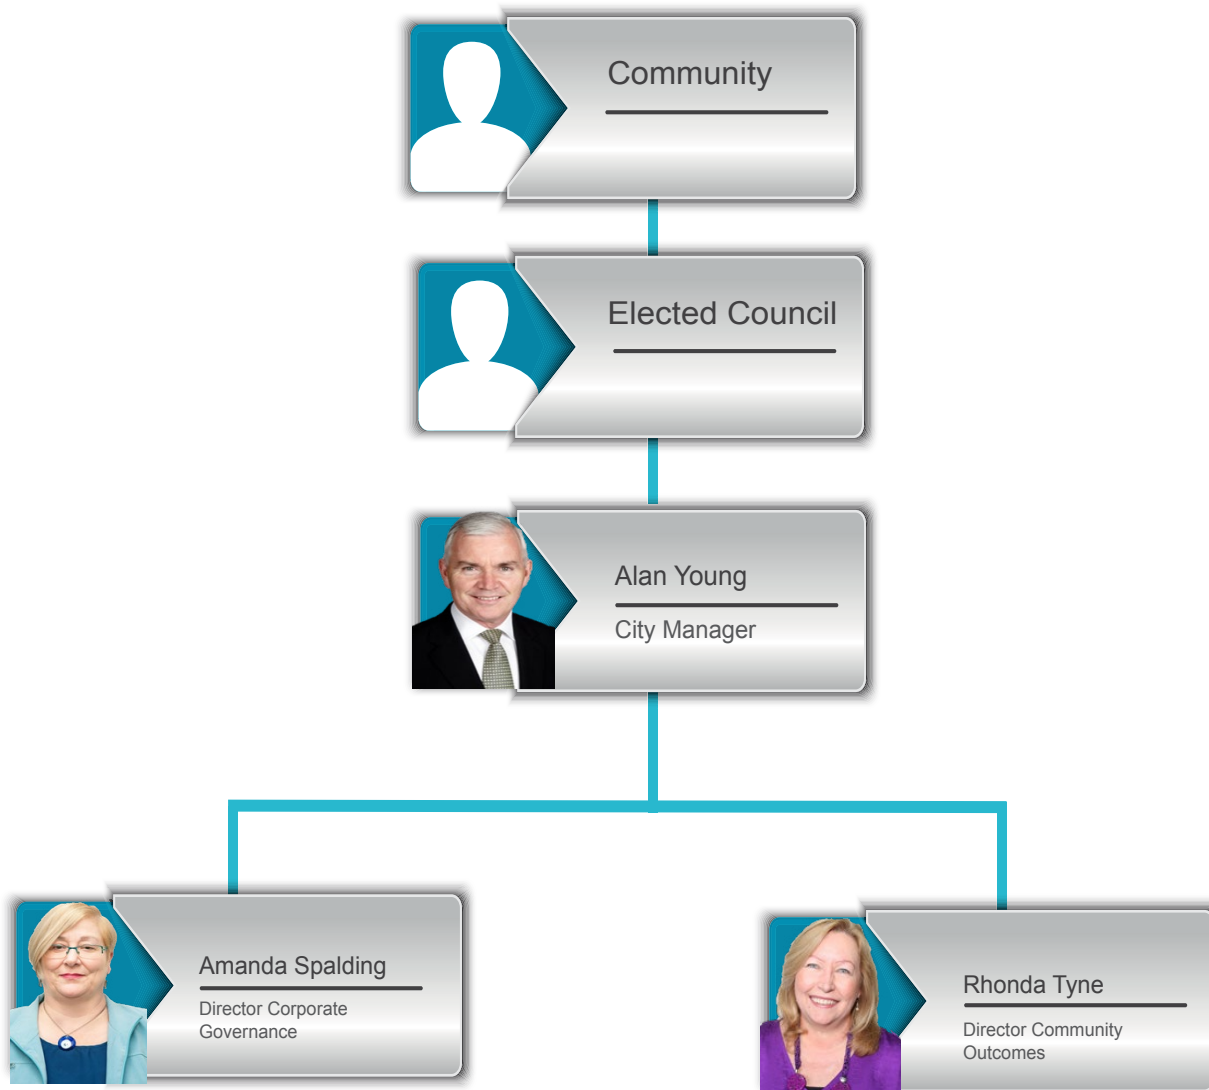 Community
Elected Council
Alan Young
City Manager
Amanda Spalding
Director Corporate
Governance
Rhonda Tyne
Director Community
Outcomes